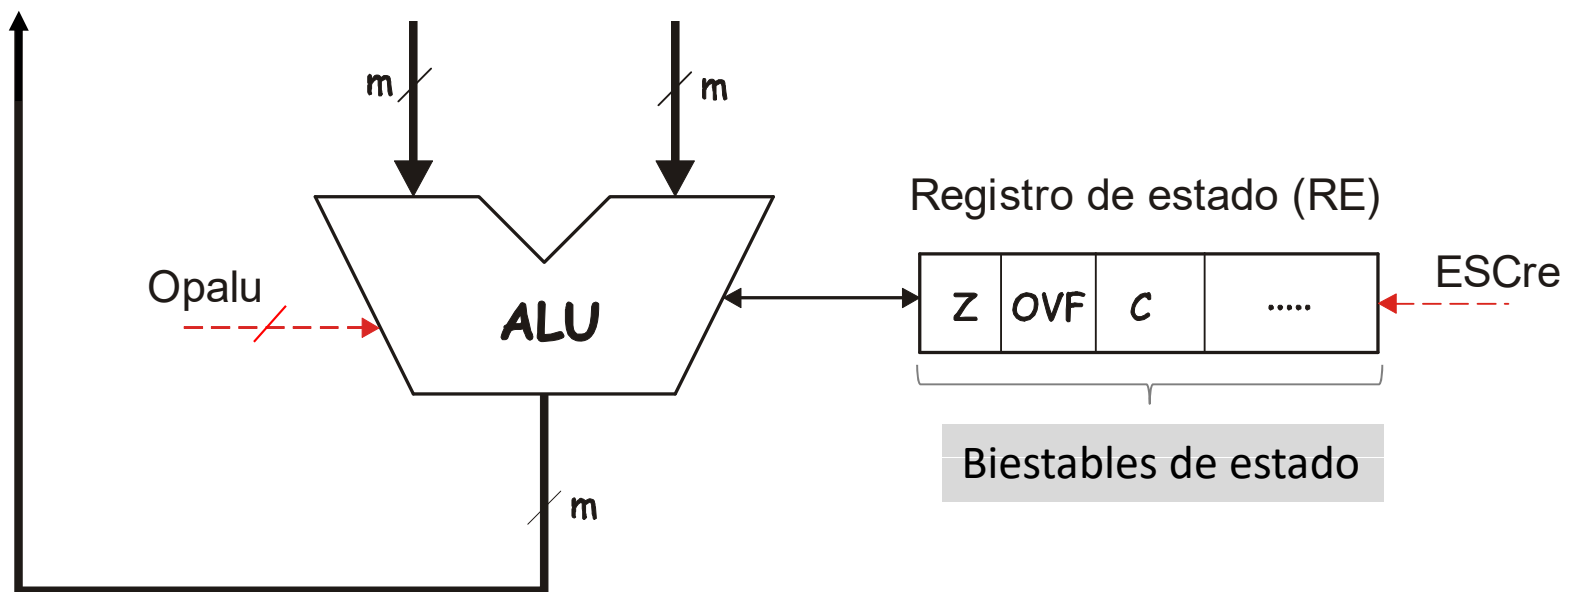 m
m
Registro de estado (RE)
Opalu
ALU
Z
OVF
C
.....
ESCre
Biestables de estado
m